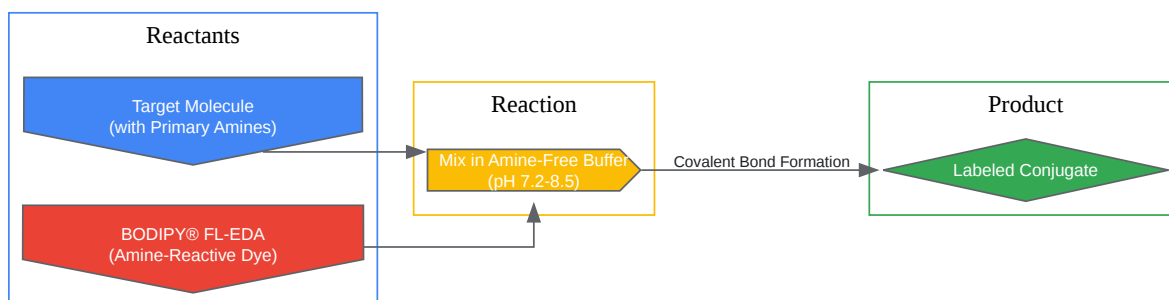 Reactants
Target Molecule
(with Primary Amines)
BODIPY® FL-EDA
(Amine-Reactive Dye)
Reaction
Mix in Amine-Free Buffer
(pH 7.2-8.5)
Covalent Bond Formation
Product
Labeled Conjugate